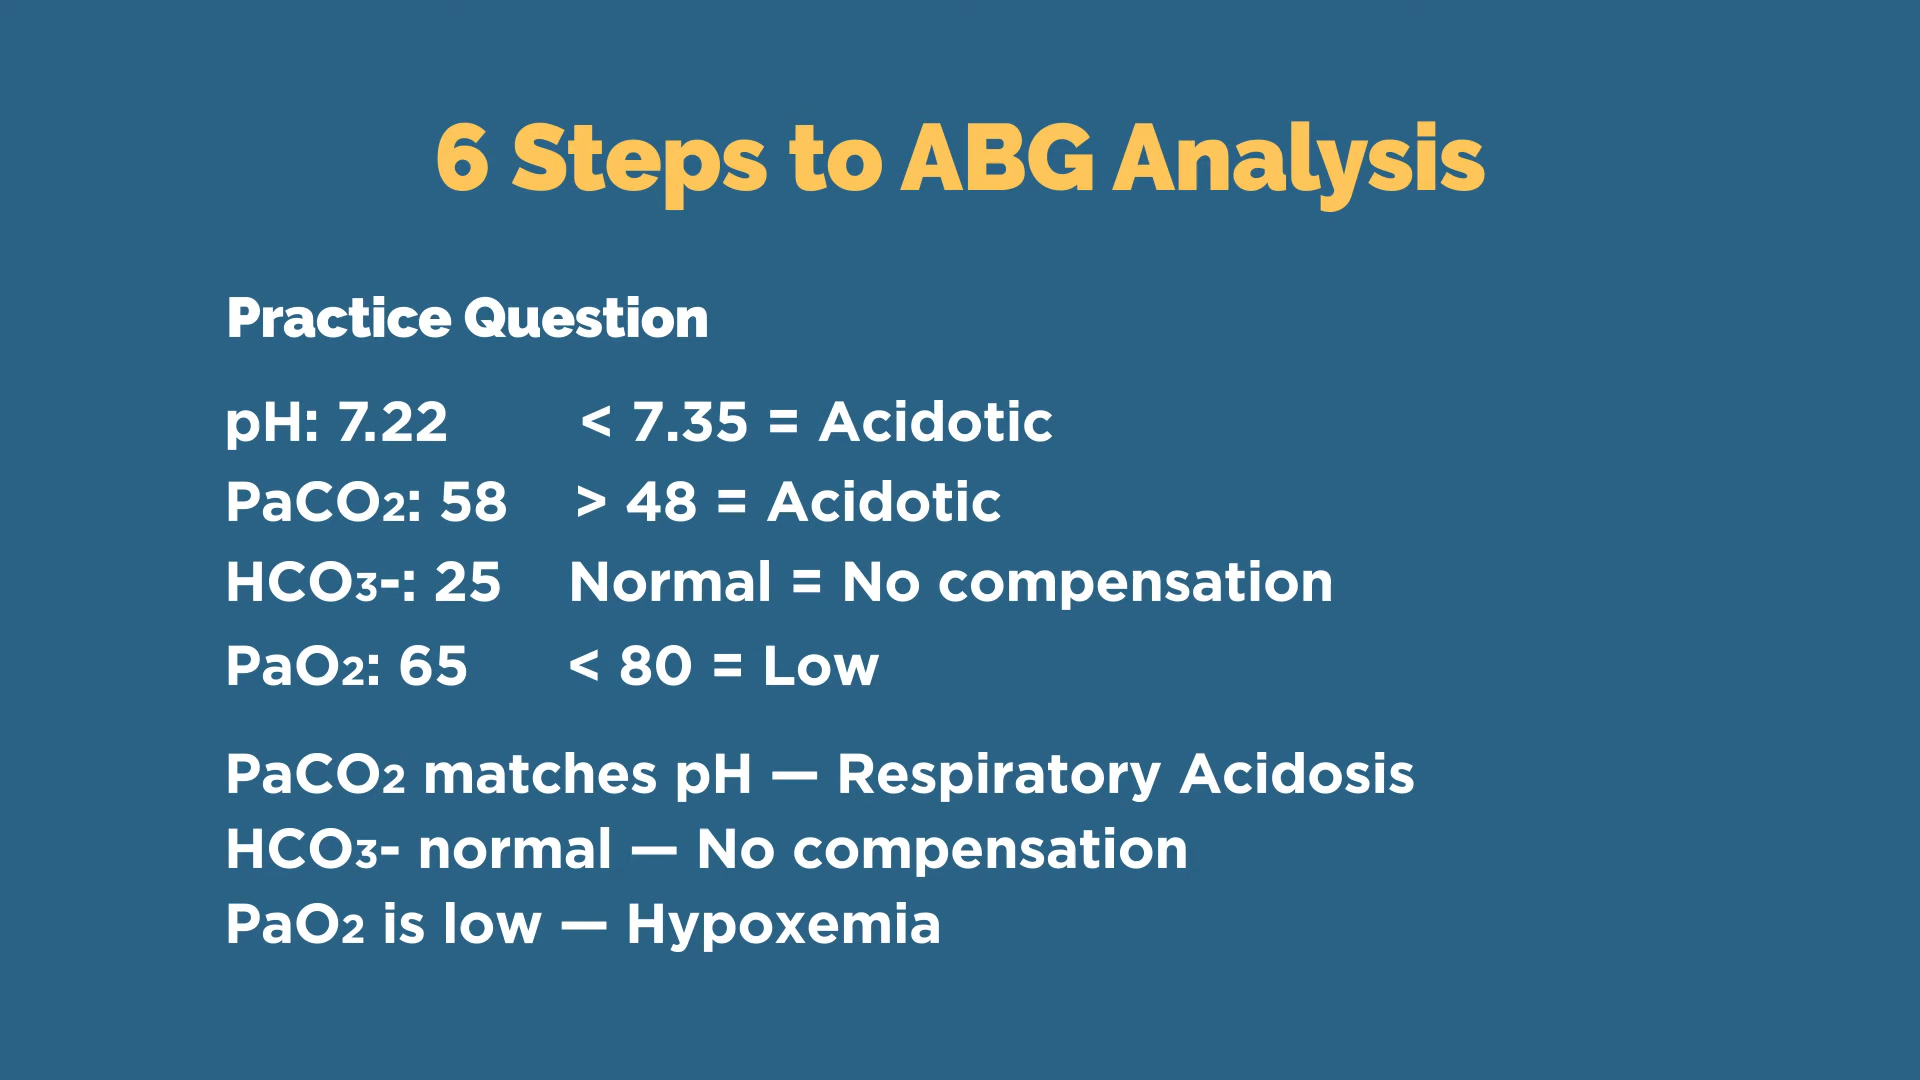 6 Steps to ABG Analysis
Practice Question
pH: 7.22 < 7.35 = Acidotic
PaCO2: 58 > 48 = Acidotic
HCO3-: 25 Normal = No compensation
PaO2: 65 < 80 = Low
PaCO2 matches pH — Respiratory Acidosis
HCO3- normal — No compensation
PaO2 is low — Hypoxemia